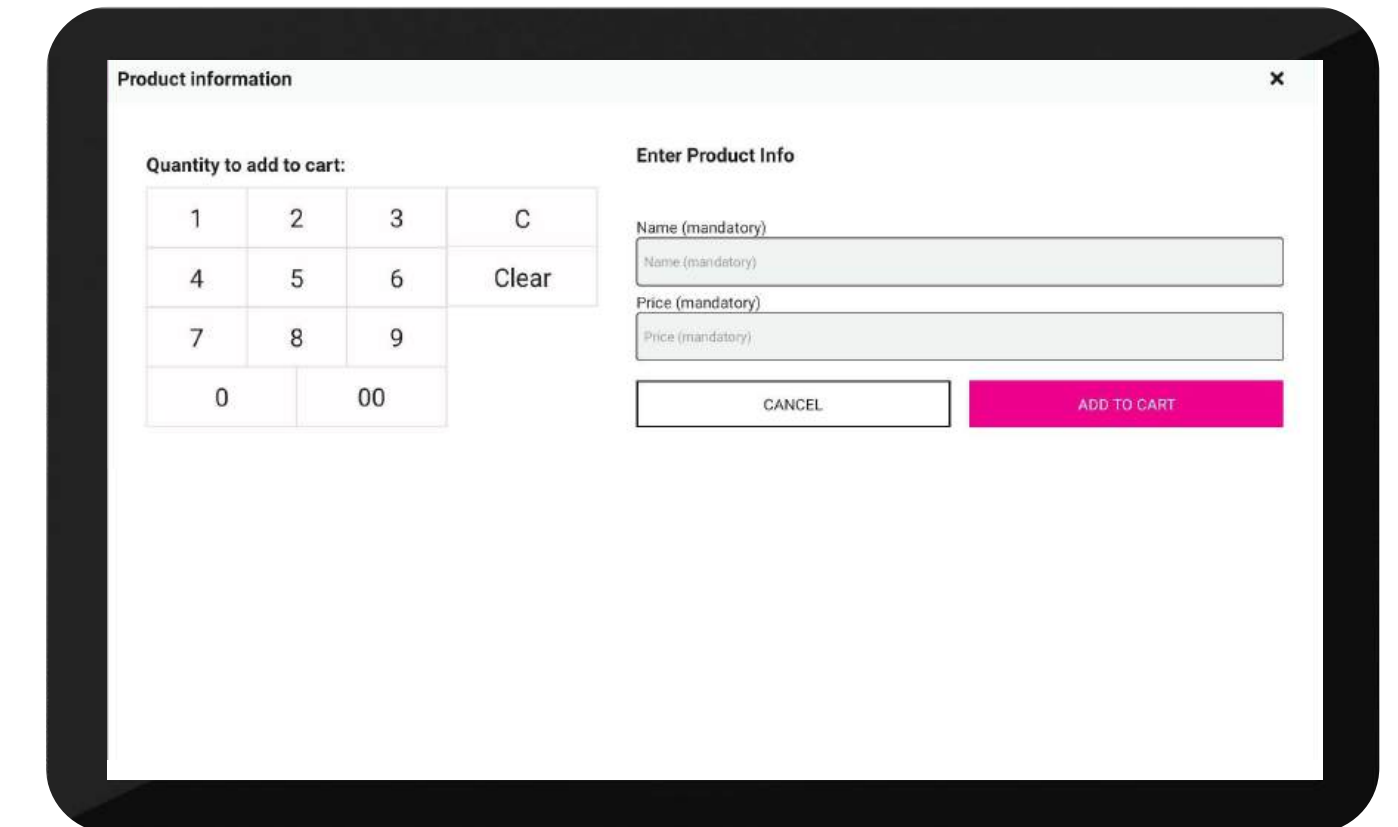 Product information
×
Quantity to add to cart:
1 2 3 C
4 5 6 Clear
7 8 9
0 00
Enter Product Info
Name (mandatory)
Name (mandatory)
Price (mandatory)
Price (mandatory)
CANCEL ADD TO CART